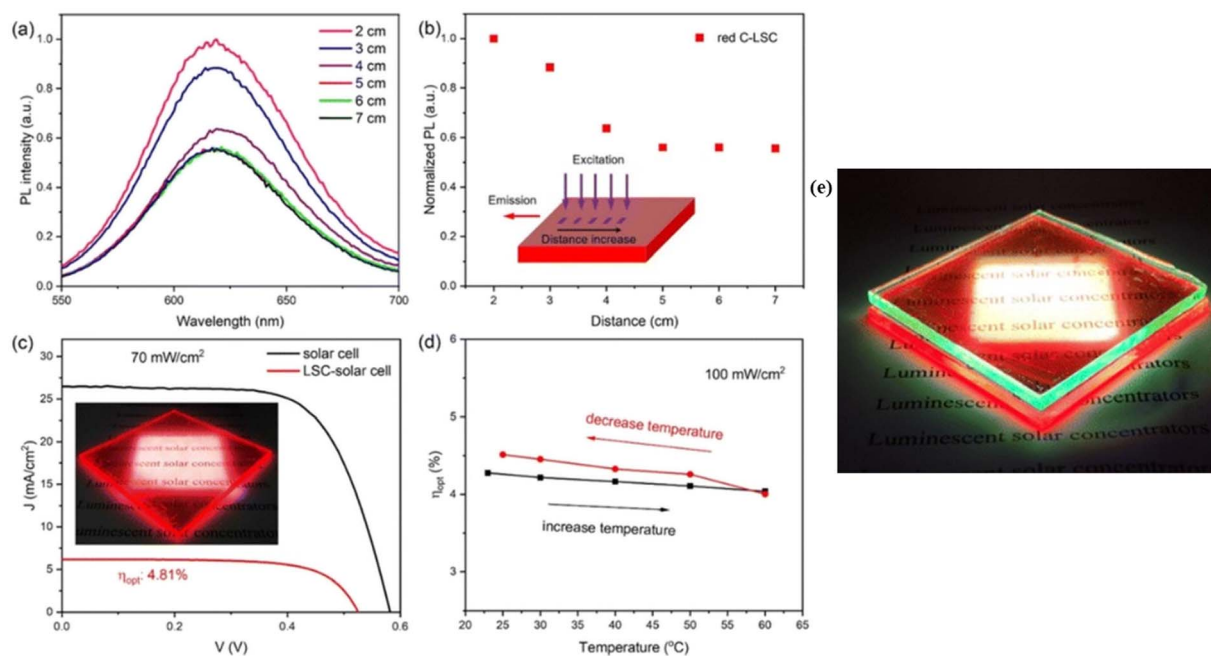 (a)
1.0
0.8
0.6
0.4
0.2
0.0
PL intensity (a.u.)
2 cm
3 cm
4 cm
5 cm
6 cm
7 cm
550
600
650
700
Wavelength (nm)
(b)
1.0
0.8
0.6
0.4
0.2
0.0
Normalized PL (a.u.)
red C-LSC
Excitation
Emission
Distance increase
2
3
4
5
6
7
Distance (cm)
(c)
70 mW/cm²
solar cell
LSC-solar cell
30
25
20
15
10
5
0
J (mA/cm²)
Luminescent solar concentrators
ηopt: 4.81%
0.0
0.2
0.4
0.6
V (V)
(d)
100 mW/cm²
6
5
4
3
ηopt (%)
decrease temperature
increase temperature
20
25
30
35
40
45
50
55
60
65
Temperature (°C)
(e)
Luminescent solar concentrators